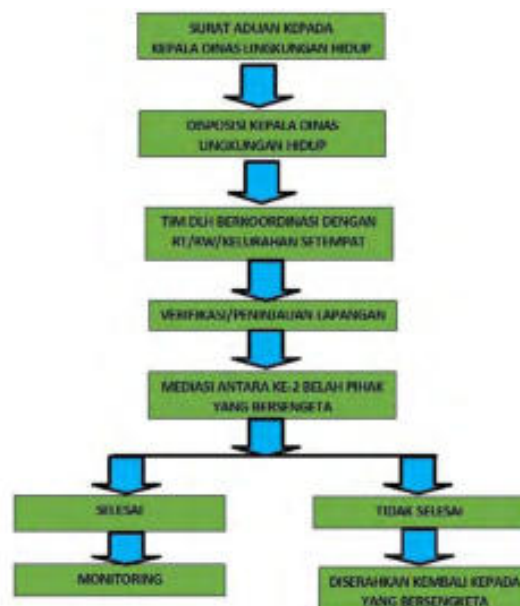 SURAT ADUAN KEPADA
KEPALA DINAS LINGKUNGAN HIDUP
DISPOSISI KEPALA DINAS
LINGKUNGAN HIDUP
TIM DLH BERKOORDINASI DENGAN
RT/RW/KELURAHAN SETEMPAT
VERIFIKASI/PENINJAUAN LAPANGAN
MEDIASI ANTARA KE-2 BELAH PIHAK
YANG BERSENGETA
SELESAI
TIDAK SELESAI
MONITORING
DISERAHKAN KEMBALI KEPADA
YANG BERSENGKETA